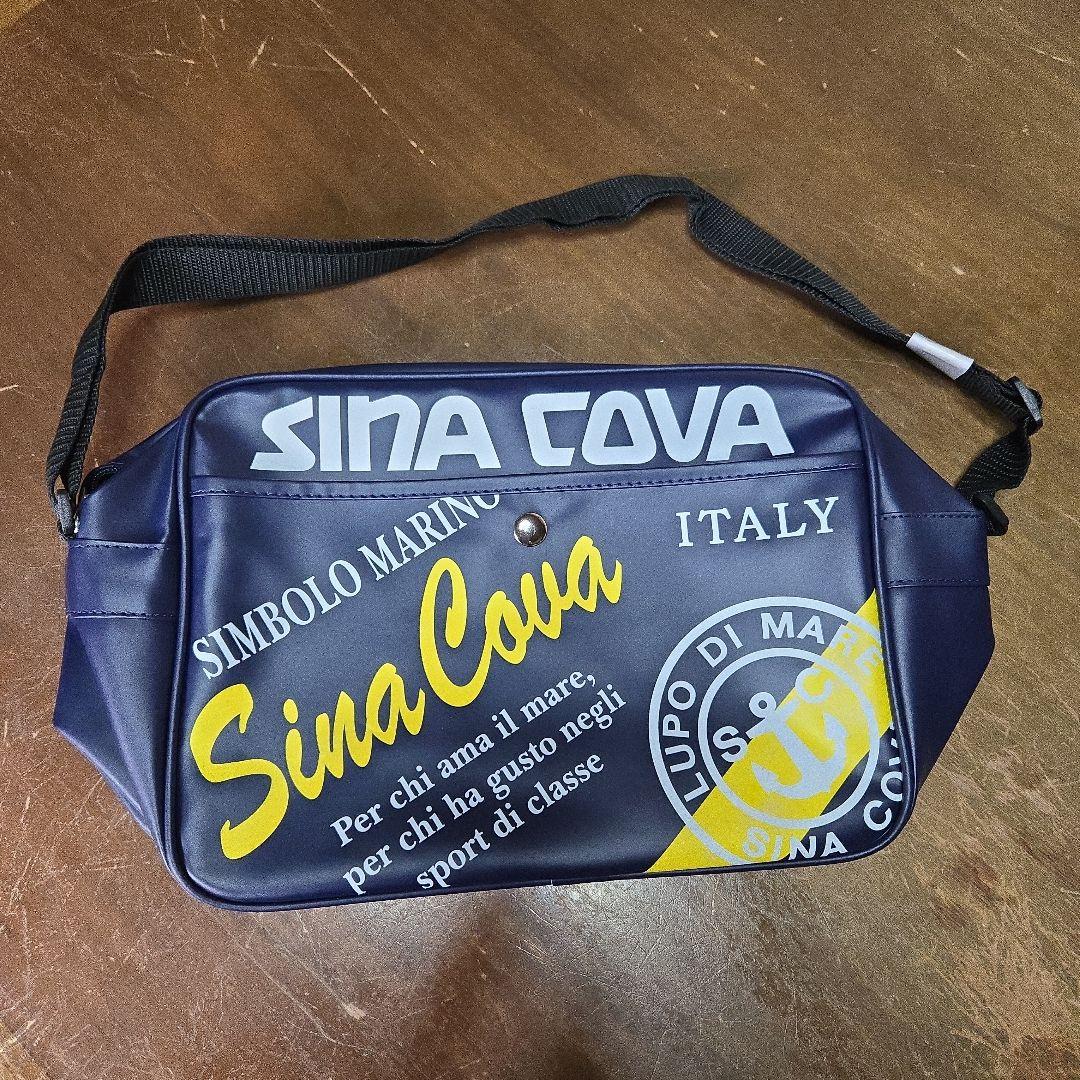 SINA COVA
SIMBOLO MARINO
ITALY
Sina Cova
Per chi ama il mare,
per chi ha gusto negli
sport di classe
LUPO DI MARE
S C
SINA COV